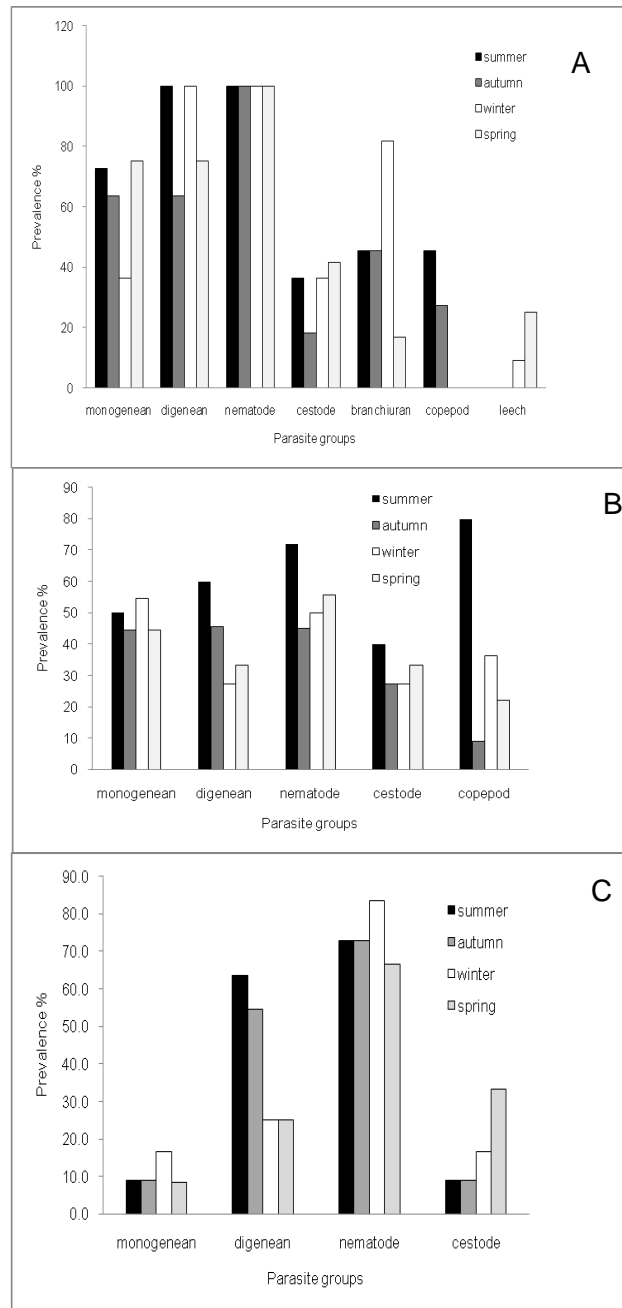 A
120
summer
autumn
100
winter
spring
80
Prevalence %
60
40
20
0
monogenean digenean nematode cestode branchiuran copepod leech
Parasite groups
B
90
summer
80
autumn
70
winter
60
spring
Prevalence %
50
40
30
20
10
0
monogenean digenean nematode cestode copepod
Parasite groups
C
90.0
summer
80.0
autumn
70.0
winter
60.0
spring
Prevalence %
50.0
40.0
30.0
20.0
10.0
0.0
monogenean digenean nematode cestode
Parasite groups